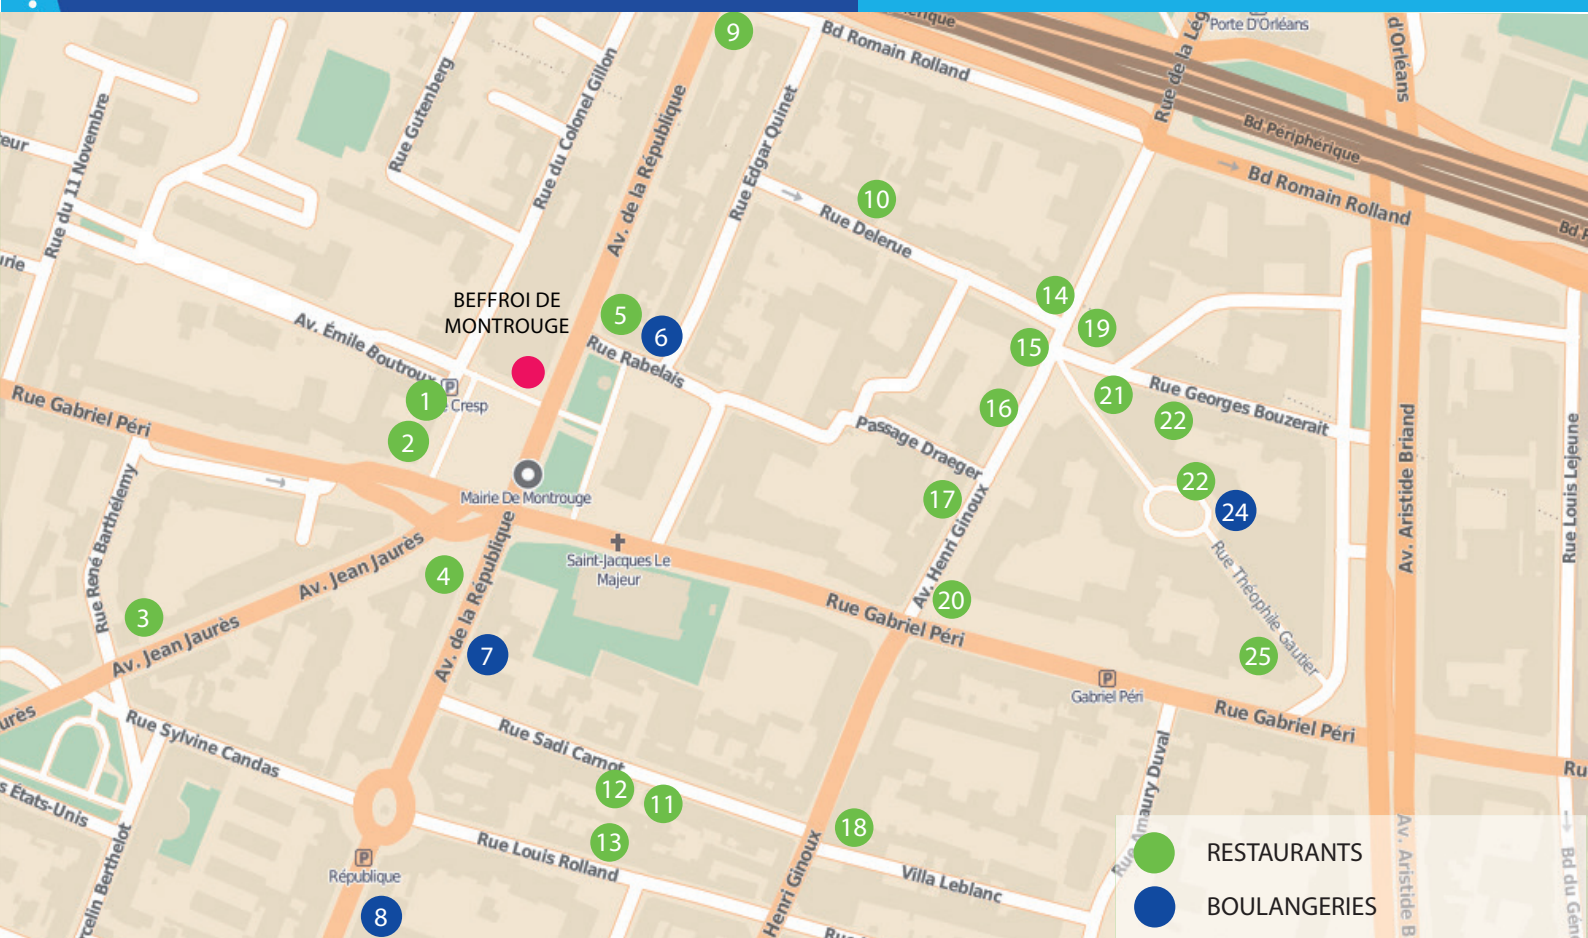 9
Porte D'Orléans
Bd Romain Rolland
d'Orléans
Rue Gutenberg
Rue du Colonel Gillon
Av. de la République
Rue Edgar Quinet
Bd Périphérique
Rue du 11 Novembre
Bd Romain Rolland
10
Rue Delerue
BEFFROI DE
MONTROUGE
5
6
14
19
15
Av. Émile Boutroux
Rue Rabelais
P
Cresp
1
2
16
21
22
Rue Georges Bouzerait
Rue Gabriel Péri
Passage Draeger
Av. Aristide Briand
Rue Louis Lejeune
Mairie De Montrouge
17
22
24
Rue René Barthélemy
Av. Jean Jaurès
Av. de la République
Saint-Jacques Le
Majeur
4
Av. Henri Ginoux
20
Rue Théophile Gautier
3
Av. Jean Jaurès
Rue Gabriel Péri
7
25
P
Gabriel Péri
Rue Gabriel Péri
Rue Sylvine Candas
Rue Sadi Carnot
12
11
13
18
Rue Amaury Duval
s États-Unis
Rue Louis Rolland
P
République
Henri Ginoux
Villa Leblanc
8
RESTAURANTS
BOULANGERIES
Av. Aristide B